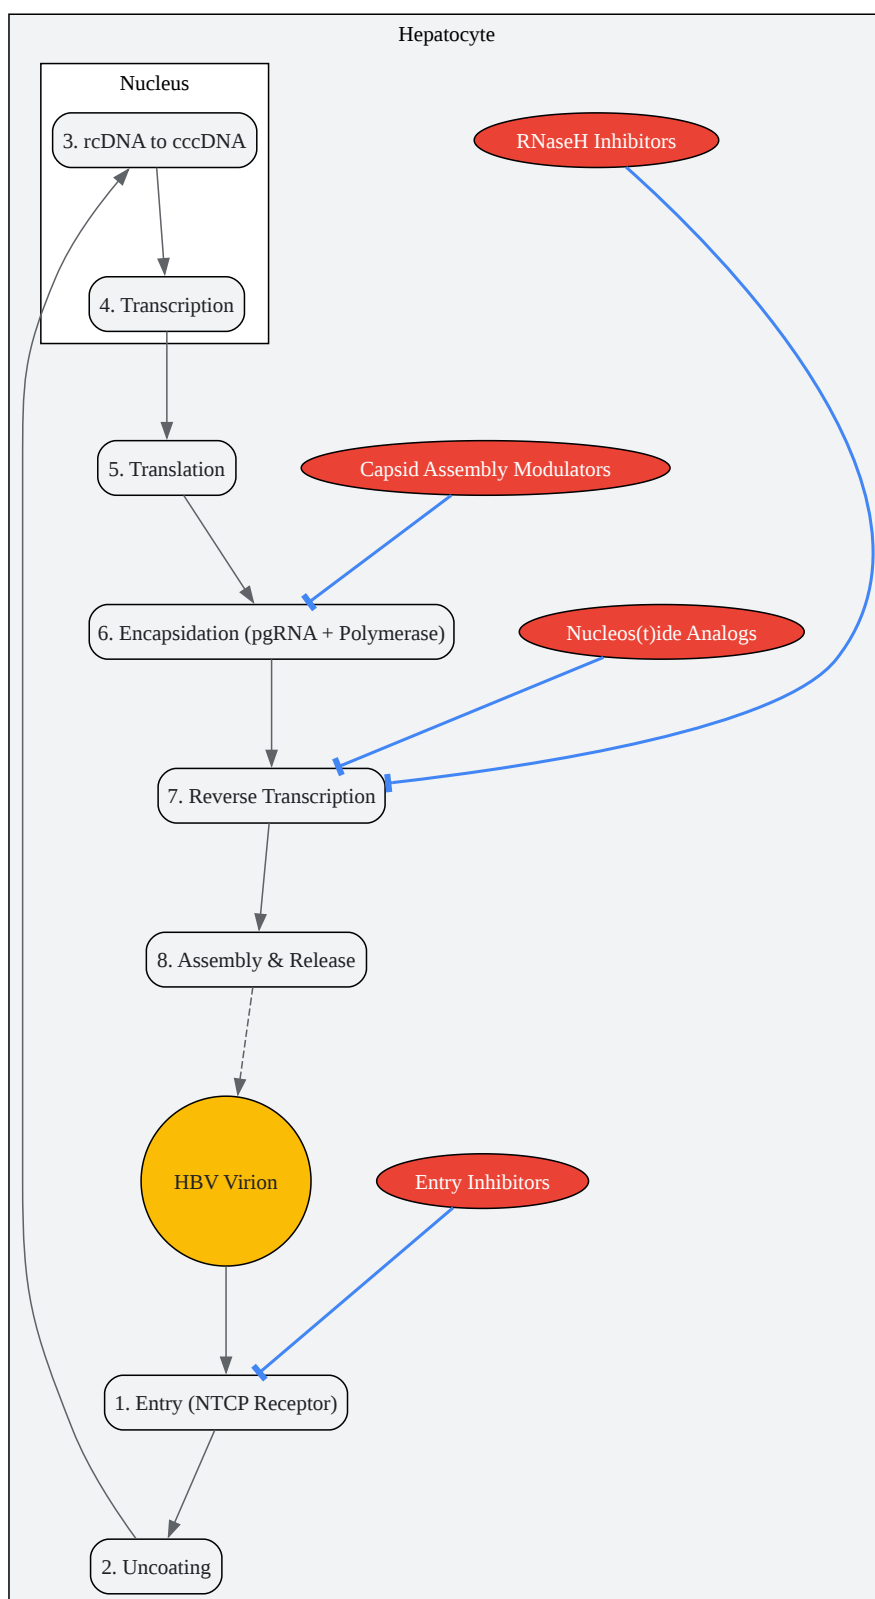 Hepatocyte
Nucleus
3. rcDNA to cccDNA
RNaseH Inhibitors
4. Transcription
5. Translation
Capsid Assembly Modulators
6. Encapsidation (pgRNA + Polymerase)
Nucleos(t)ide Analogs
7. Reverse Transcription
8. Assembly & Release
HBV Virion
Entry Inhibitors
1. Entry (NTCP Receptor)
2. Uncoating